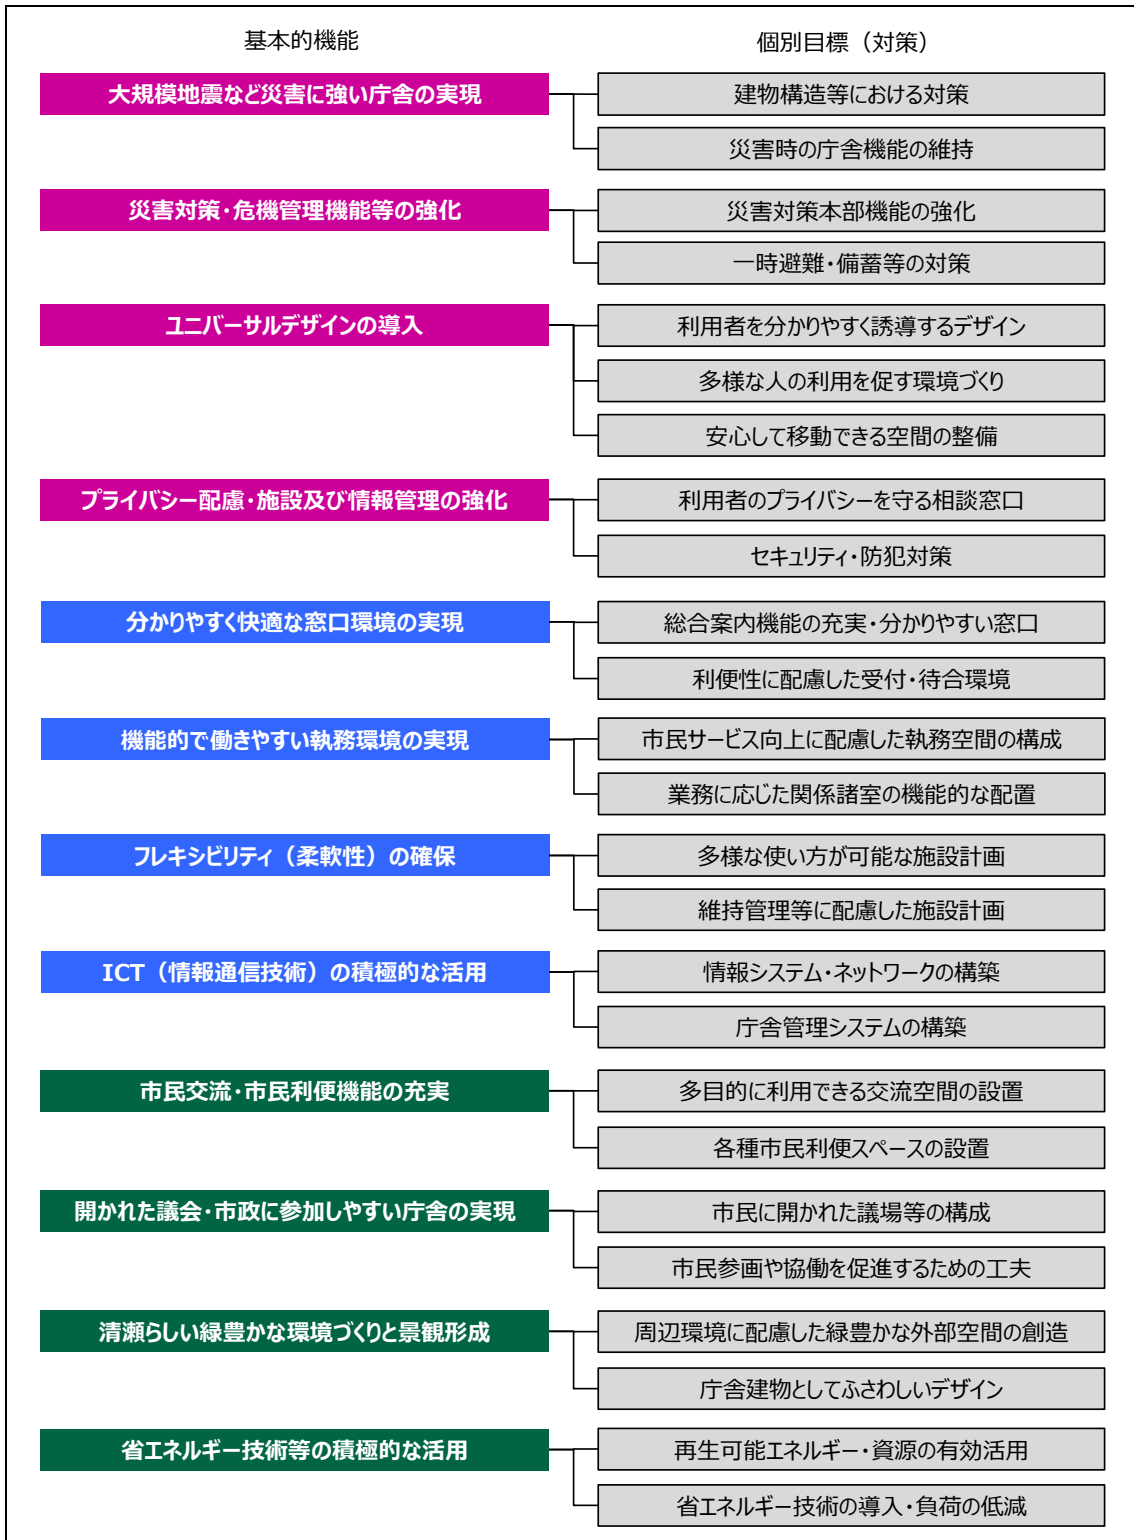 基本的機能
個別目標（対策）
大規模地震など災害に強い庁舎の実現
建物構造等における対策
災害時の庁舎機能の維持
災害対策・危機管理機能等の強化
災害対策本部機能の強化
一時避難・備蓄等の対策
ユニバーサルデザインの導入
利用者を分かりやすく誘導するデザイン
多様な人の利用を促す環境づくり
安心して移動できる空間の整備
プライバシー配慮・施設及び情報管理の強化
利用者のプライバシーを守る相談窓口
セキュリティ・防犯対策
分かりやすく快適な窓口環境の実現
総合案内機能の充実・分かりやすい窓口
利便性に配慮した受付・待合環境
機能的で働きやすい執務環境の実現
市民サービス向上に配慮した執務空間の構成
業務に応じた関係諸室の機能的な配置
フレキシビリティ（柔軟性）の確保
多様な使い方が可能な施設計画
維持管理等に配慮した施設計画
ICT（情報通信技術）の積極的な活用
情報システム・ネットワークの構築
庁舎管理システムの構築
市民交流・市民利便機能の充実
多目的に利用できる交流空間の設置
各種市民利便スペースの設置
開かれた議会・市政に参加しやすい庁舎の実現
市民に開かれた議場等の構成
市民参画や協働を促進するための工夫
清瀬らしい緑豊かな環境づくりと景観形成
周辺環境に配慮した緑豊かな外部空間の創造
庁舎建物としてふさわしいデザイン
省エネルギー技術等の積極的な活用
再生可能エネルギー・資源の有効活用
省エネルギー技術の導入・負荷の低減